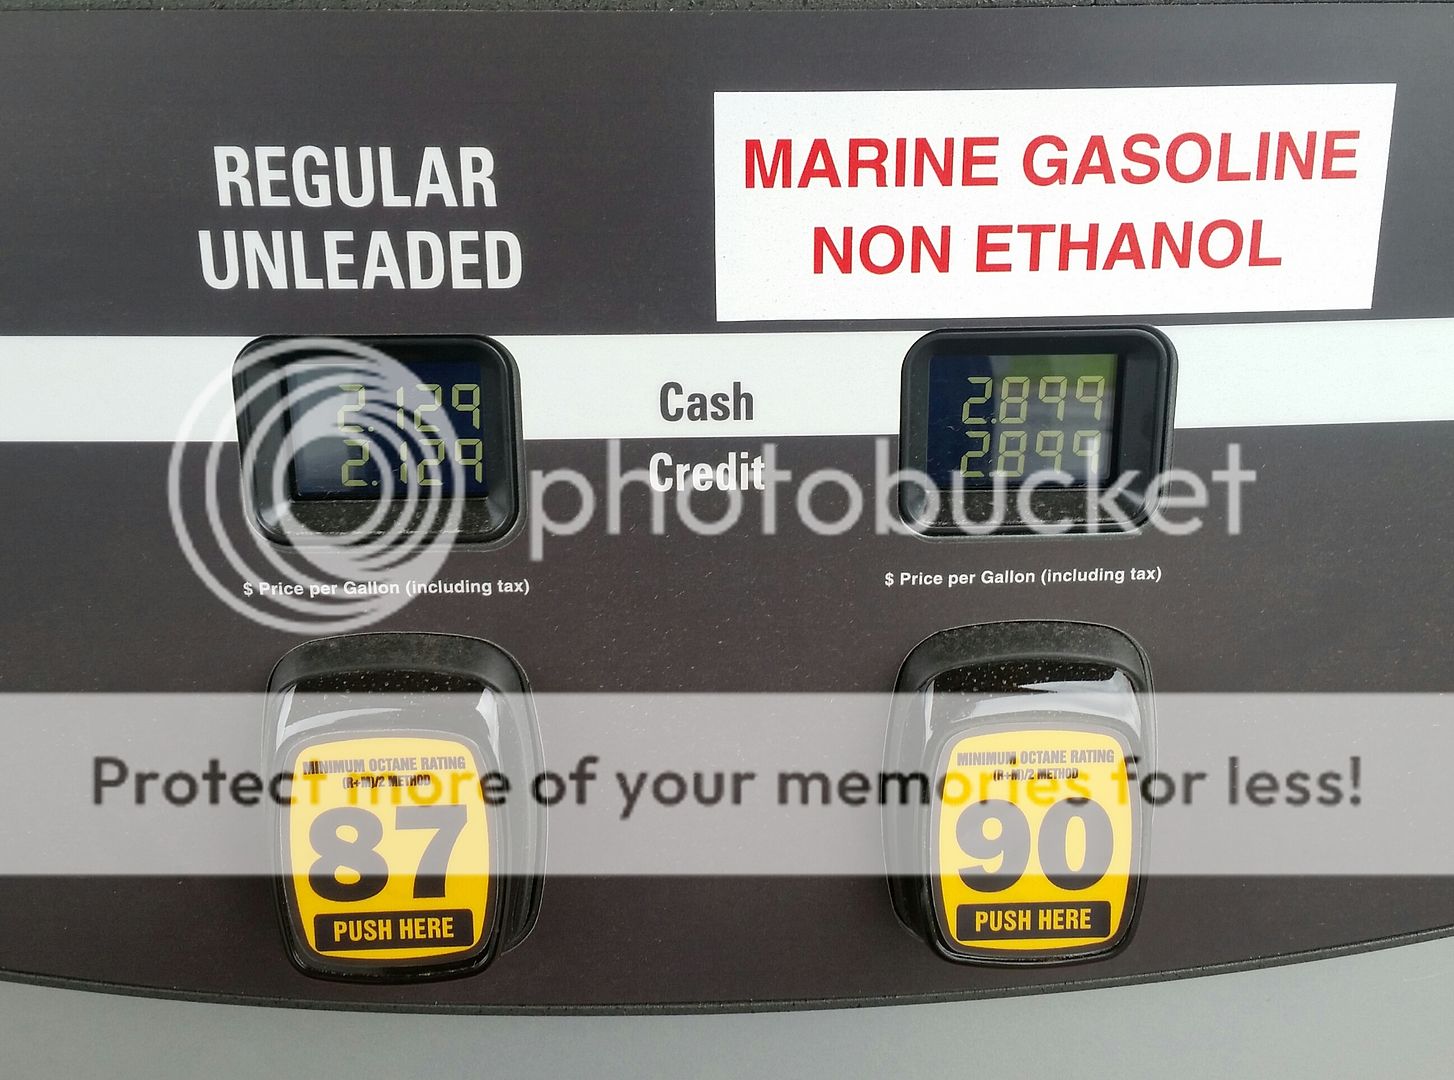 REGULAR
UNLEADED
MARINE GASOLINE
NON ETHANOL
2.129
2.129
Cash
Credit
2.899
2.899
$ Price per Gallon (including tax)
$ Price per Gallon (including tax)
photobucket
Protect more of your memories for less!
MINIMUM OCTANE RATING
(R+M)/2 METHOD
87
PUSH HERE
MINIMUM OCTANE RATING
(R+M)/2 METHOD
90
PUSH HERE